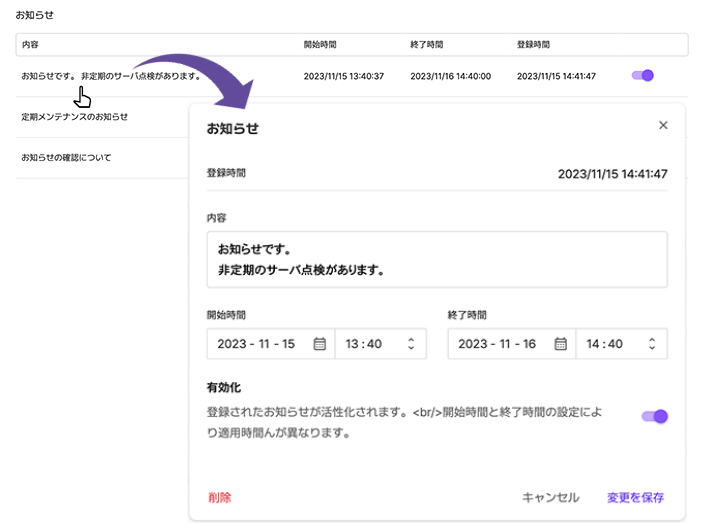 お知らせ
内容 開始時間 終了時間 登録時間
お知らせです。 非定期のサーバ点検があります。 2023/11/15 13:40:37 2023/11/16 14:40:00 2023/11/15 14:41:47
定期メンテナンスのお知らせ
お知らせの確認について
お知らせ
登録時間 2023/11/15 14:41:47
内容
お知らせです。
非定期のサーバ点検があります。
開始時間 終了時間
2023 - 11 - 15 13 : 40 2023 - 11 - 16 14 : 40
有効化
登録されたお知らせが活性化されます。<br/>開始時間と終了時間の設定によ
り適用時間んが異なります。
削除 キャンセル 変更を保存